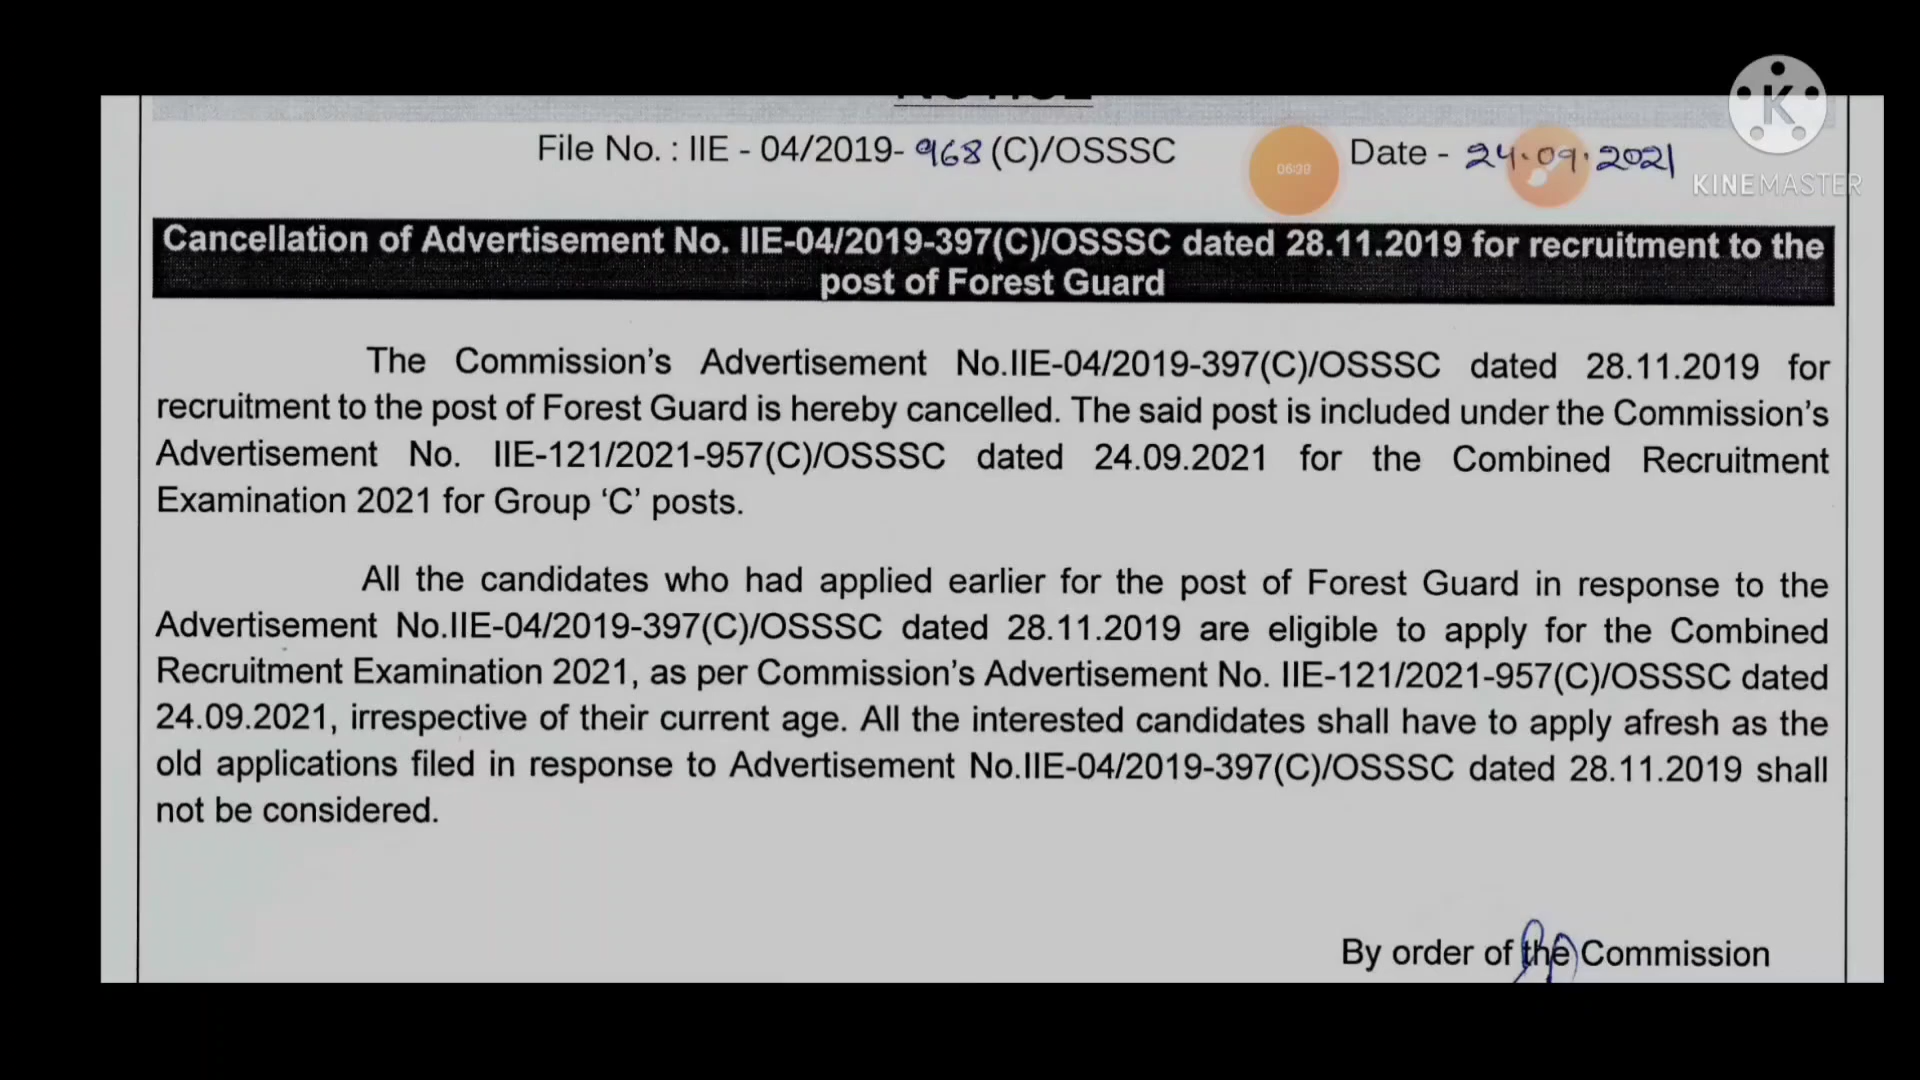 NOTICE
File No. : IIE - 04/2019-968 (C)/OSSSC
06:39
Date - 24.09.2021
K
KINEMASTER
Cancellation of Advertisement No. IIE-04/2019-397(C)/OSSSC dated 28.11.2019 for recruitment to the
post of Forest Guard
The Commission's Advertisement No.IIE-04/2019-397(C)/OSSSC dated 28.11.2019 for
recruitment to the post of Forest Guard is hereby cancelled. The said post is included under the Commission's
Advertisement No. IIE-121/2021-957(C)/OSSSC dated 24.09.2021 for the Combined Recruitment
Examination 2021 for Group 'C' posts.
All the candidates who had applied earlier for the post of Forest Guard in response to the
Advertisement No.IIE-04/2019-397(C)/OSSSC dated 28.11.2019 are eligible to apply for the Combined
Recruitment Examination 2021, as per Commission's Advertisement No. IIE-121/2021-957(C)/OSSSC dated
24.09.2021, irrespective of their current age. All the interested candidates shall have to apply afresh as the
old applications filed in response to Advertisement No.IIE-04/2019-397(C)/OSSSC dated 28.11.2019 shall
not be considered.
By order of the Commission